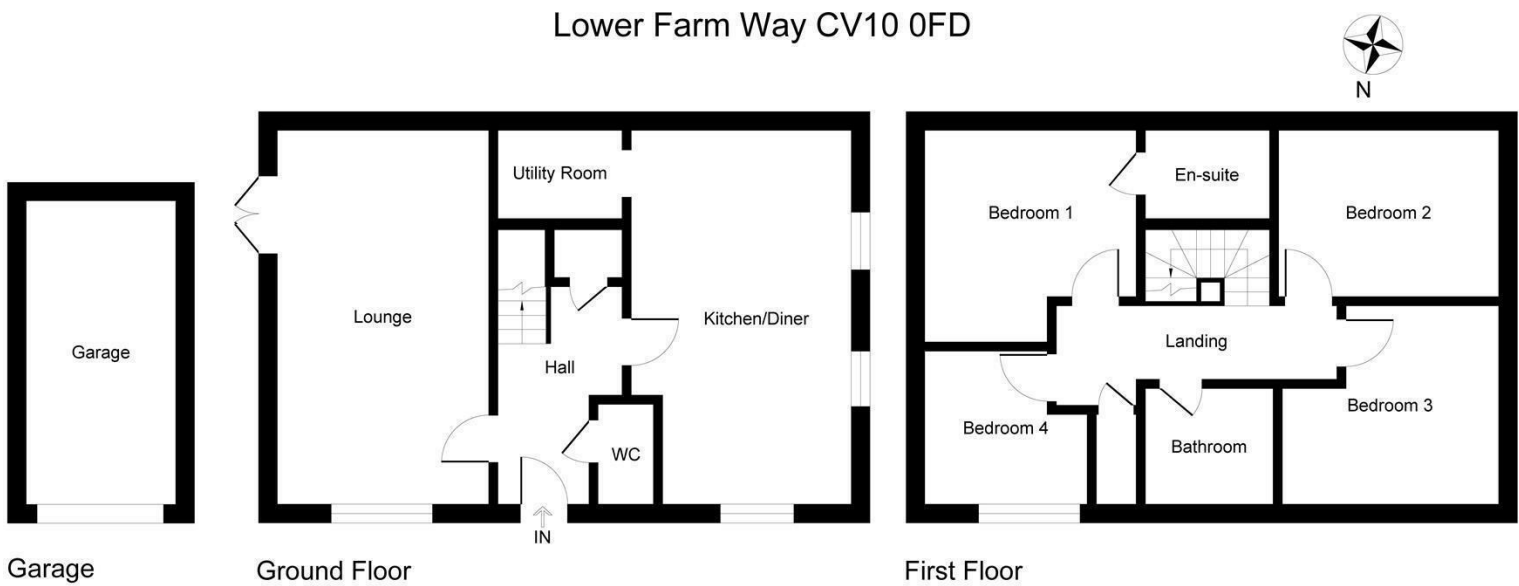 Lower Farm Way CV10 0FD
N
Utility Room
En-suite
Bedroom 1
Bedroom 2
Lounge
Kitchen/Diner
Garage
Hall
Landing
Bedroom 3
Bedroom 4
WC
Bathroom
IN
Garage
Ground Floor
First Floor